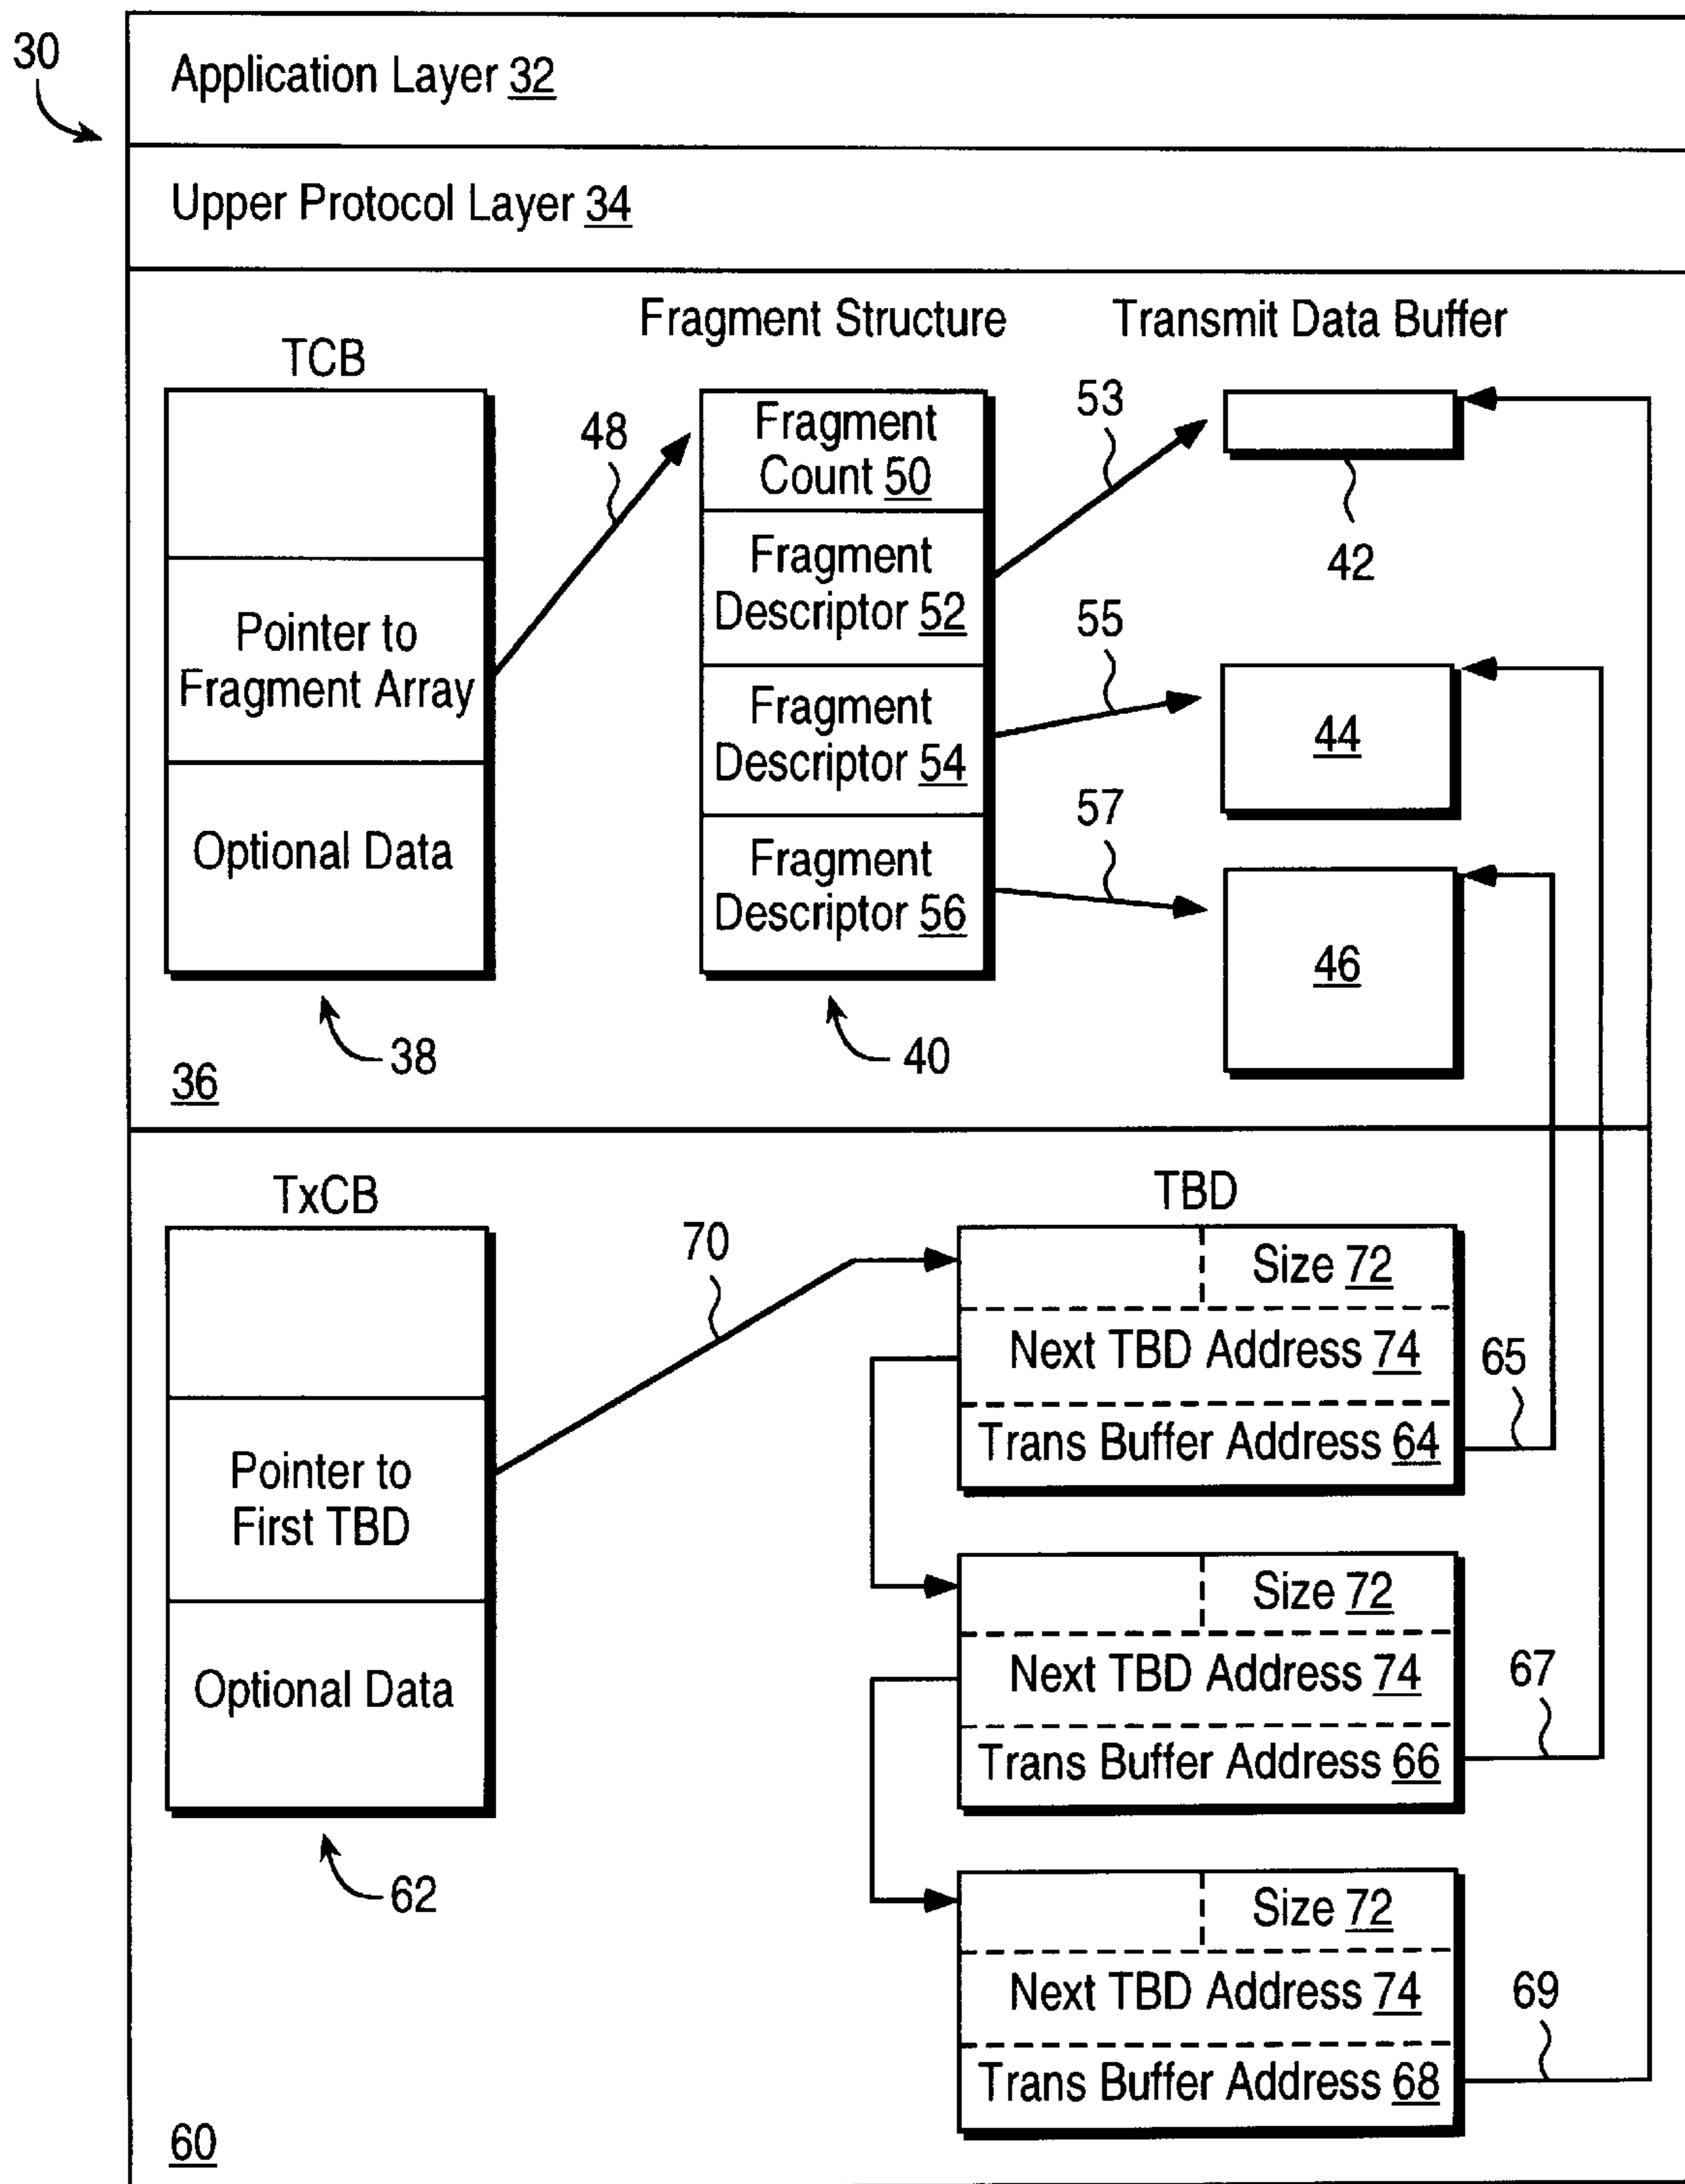 30
Application Layer 32
Upper Protocol Layer 34
TCB
Pointer to
Fragment Array
Optional Data
38
36
48
Fragment Structure
Fragment
Count 50
Fragment
Descriptor 52
Fragment
Descriptor 54
Fragment
Descriptor 56
40
53
55
57
Transmit Data Buffer
42
44
46
TxCB
Pointer to
First TBD
Optional Data
62
60
70
TBD
Size 72
Next TBD Address 74
Trans Buffer Address 64
65
Size 72
Next TBD Address 74
Trans Buffer Address 66
67
Size 72
Next TBD Address 74
Trans Buffer Address 68
69